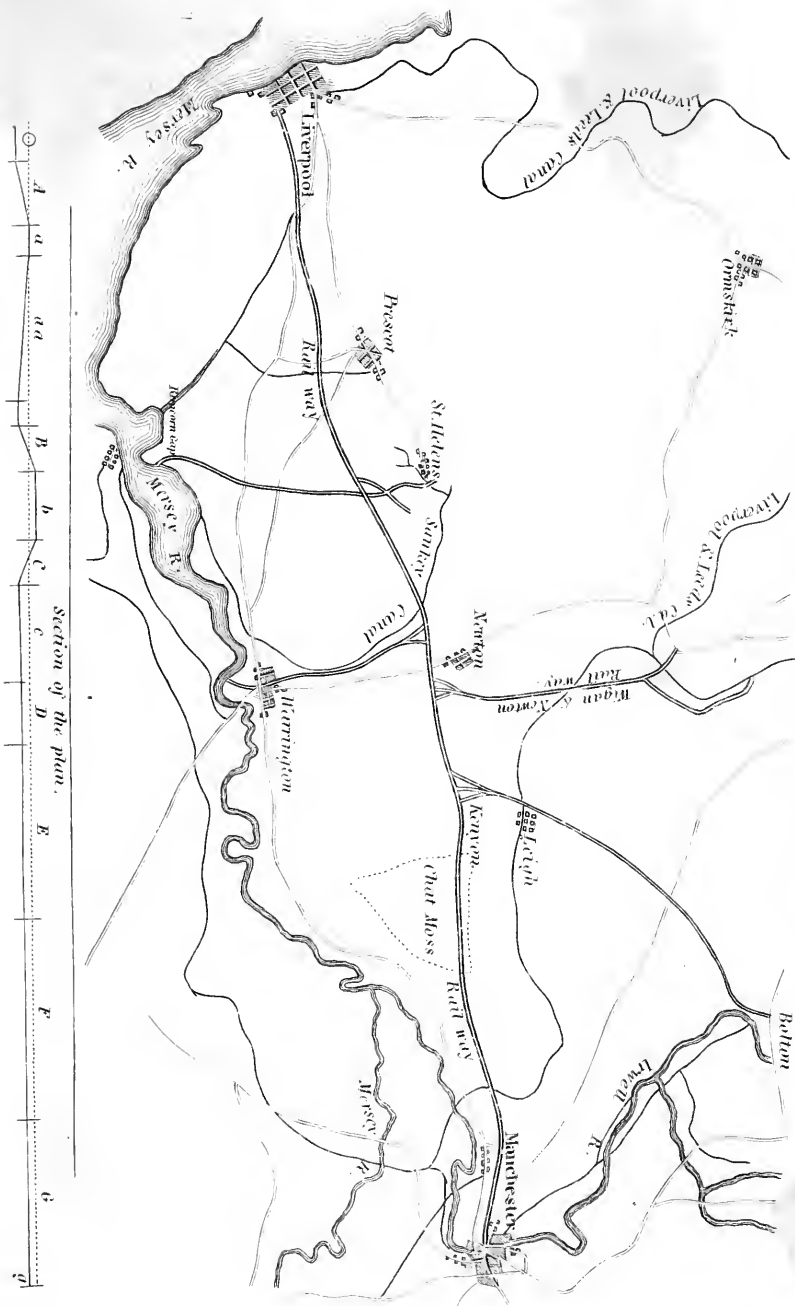 Liverpool & Leeds Canal
Ormskirk
Mersey R.
Liverpool
Prescot
Rail way
St. Helens
Runcorn Gap
Mersey R.
Sankey
Canal
Newton
Liverpool & Leeds Cal.
Wigan & Newton
Rail way.
Warrington
Kenyon
Leigh
Chat Moss
Rail way
Bolton
Irwell R.
Mersey R.
Manchester
Section of the plan.
A a aa B b C c D E F G g